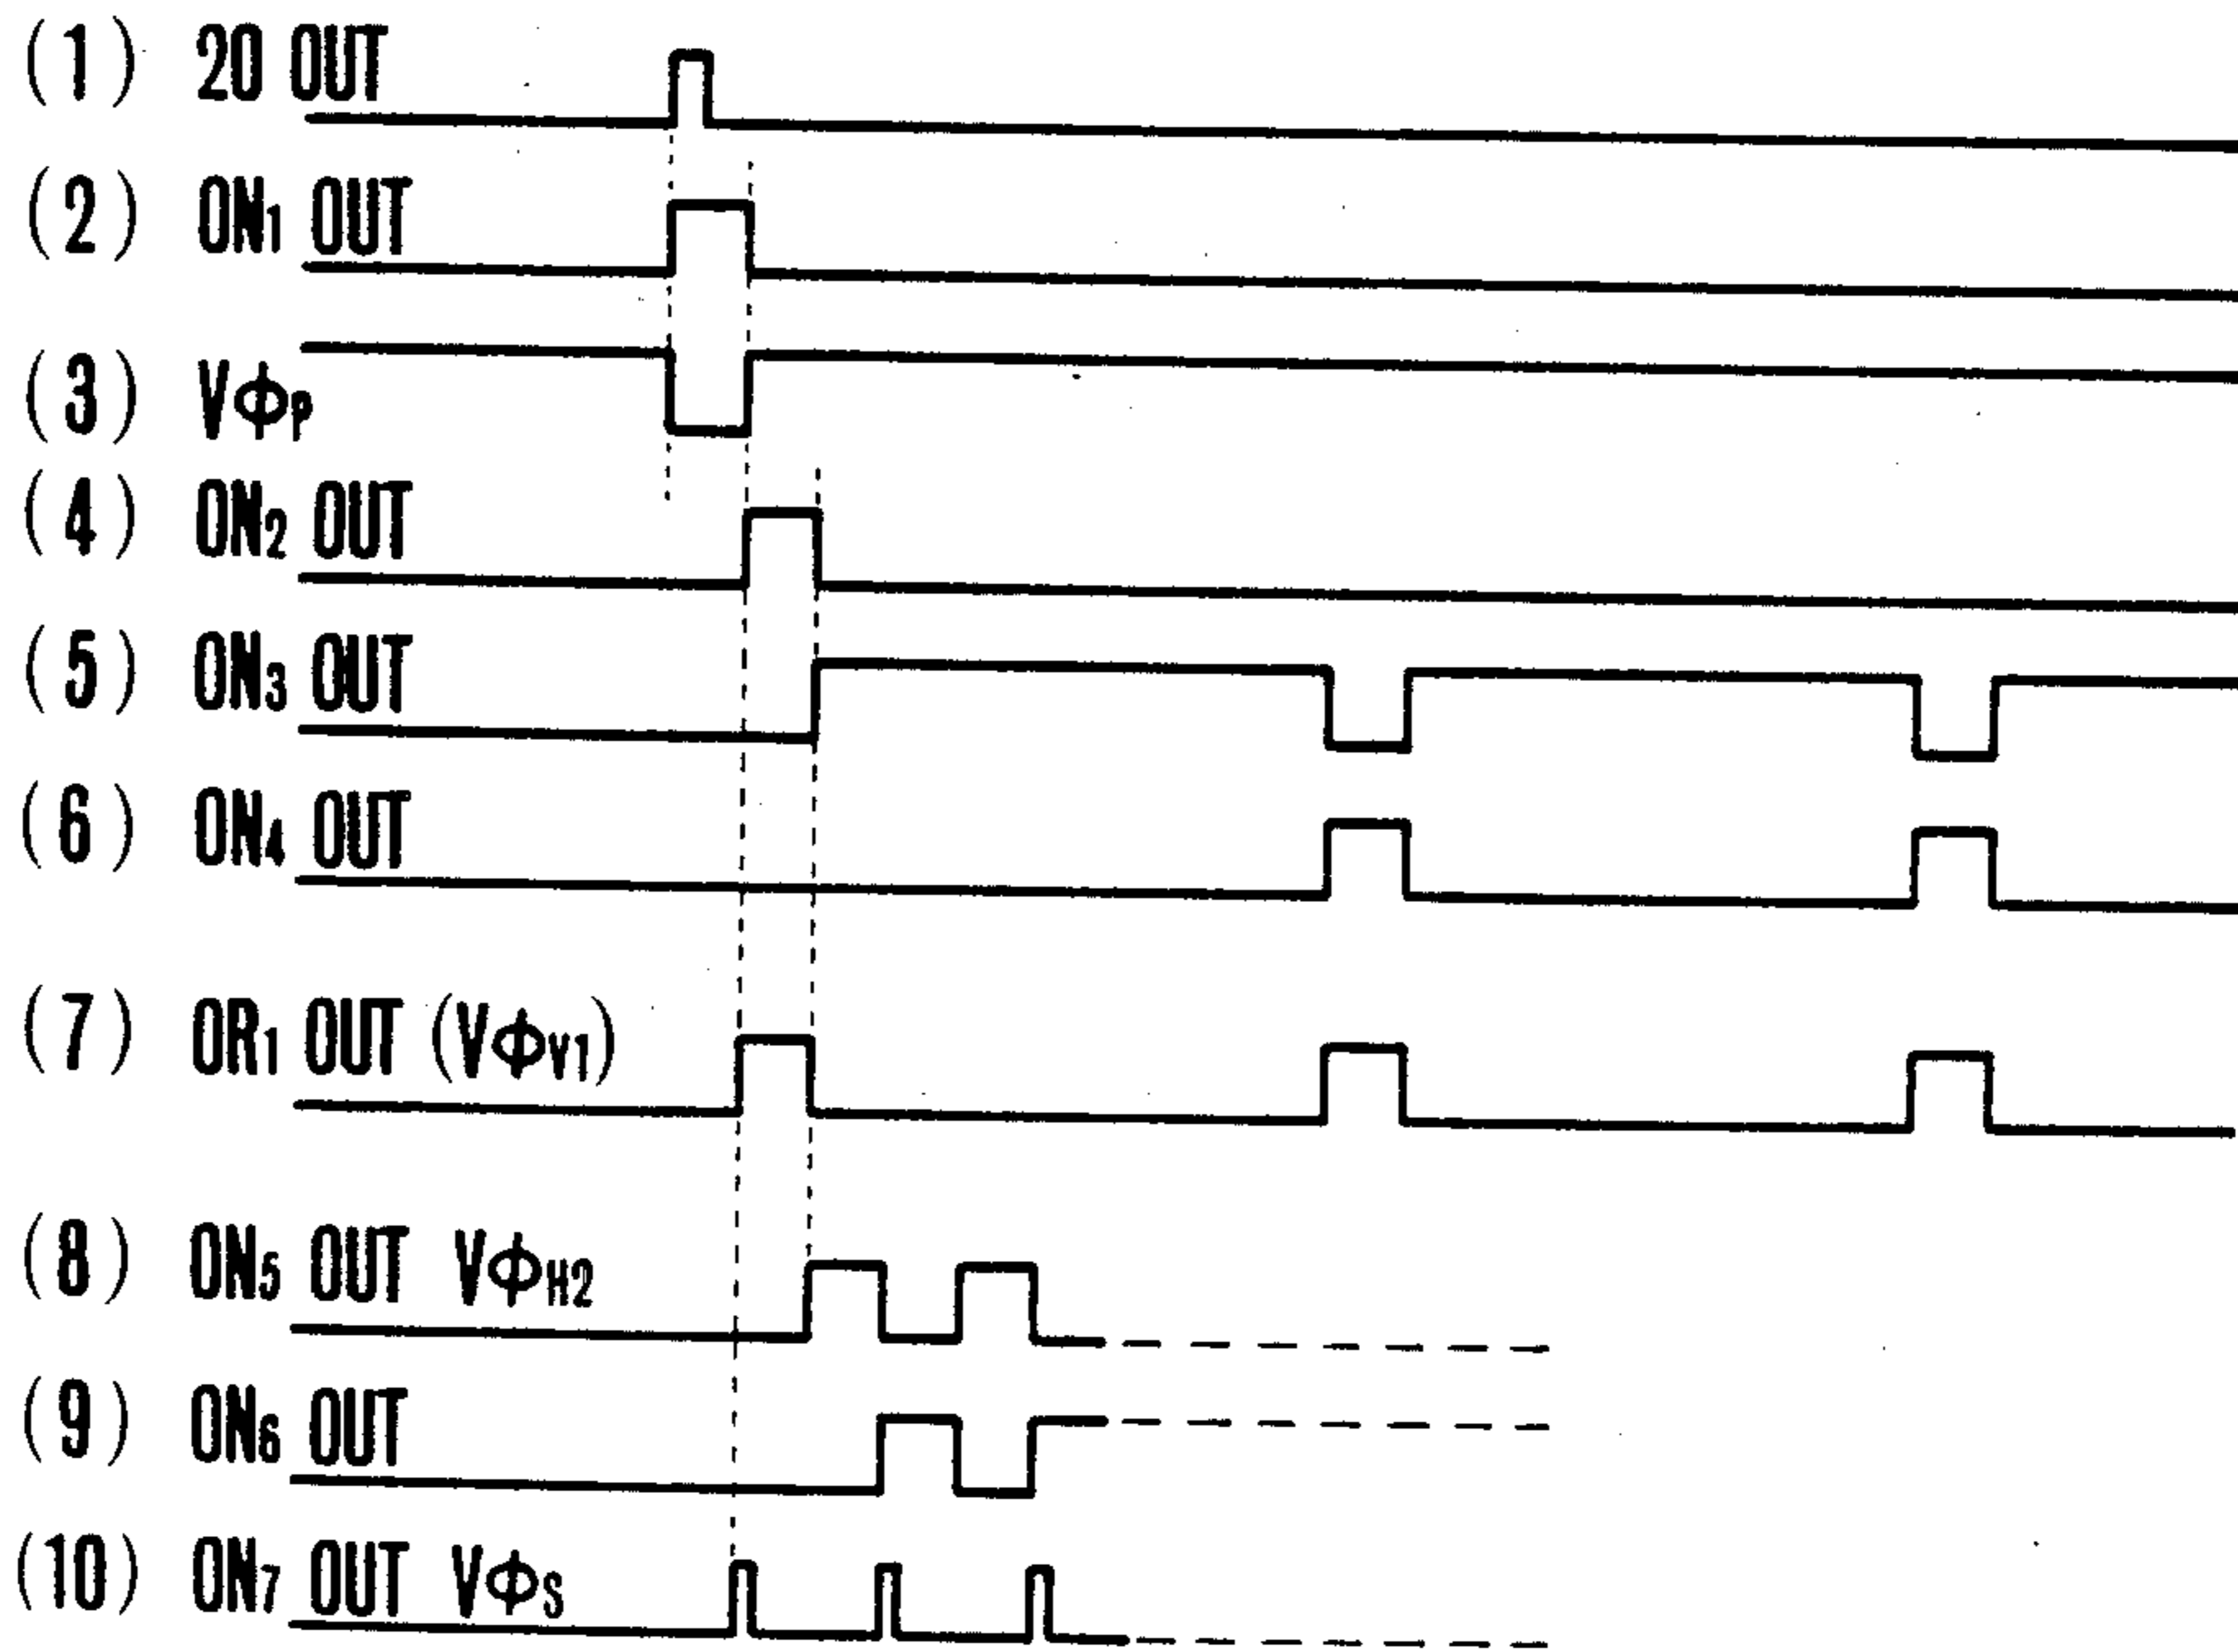 (1) 20 OUT
(2) ON₁ OUT
(3) Vϕp
(4) ON₂ OUT
(5) ON₃ OUT
(6) ON₄ OUT
(7) OR₁ OUT (VϕV1)
(8) ON₅ OUT VϕH2
(9) ON₆ OUT
(10) ON₇ OUT VϕS